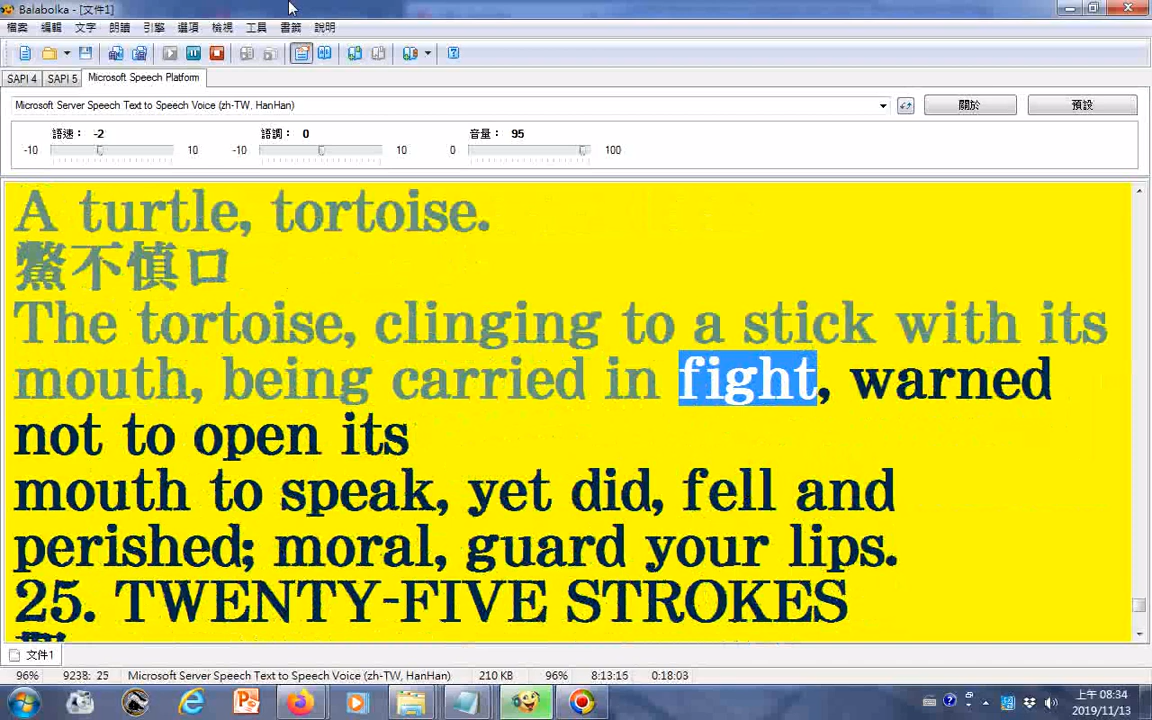 Balabolka - [文件1]
檔案 編輯 文字 朗讀 引擎 選項 檢視 工具 書籤 說明
SAPI 4 SAPI 5 Microsoft Speech Platform
Microsoft Server Speech Text to Speech Voice (zh-TW, HanHan) 關於 預設
語速： -2 語調： 0 音量： 95
-10 10 -10 10 0 100
A turtle, tortoise.
鱉不慎口
The tortoise, clinging to a stick with its
mouth, being carried in fight, warned
not to open its
mouth to speak, yet did, fell and
perished; moral, guard your lips.
25. TWENTY-FIVE STROKES
文件1
96% 9238: 25 Microsoft Server Speech Text to Speech Voice (zh-TW, HanHan) 210 KB 96% 8:13:15 0:18:03
上午 08:34
2019/11/13